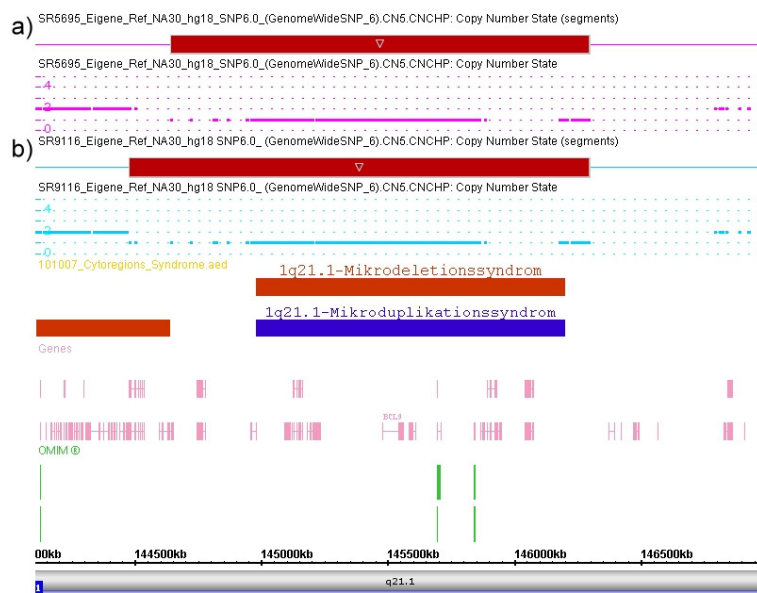 a)
SR5695_Eigene_Ref_NA30_hg18_SNP6.0_(GenomeWideSNP_6).CN5.CNCHP: Copy Number State (segments)
SR5695_Eigene_Ref_NA30_hg18_SNP6.0_(GenomeWideSNP_6).CN5.CNCHP: Copy Number State
4
2
0
b)
SR9116_Eigene_Ref_NA30_hg18 SNP6.0_ (GenomeWideSNP_6).CN5.CNCHP: Copy Number State (segments)
SR9116_Eigene_Ref_NA30_hg18 SNP6.0_ (GenomeWideSNP_6).CN5.CNCHP: Copy Number State
4
2
0
101007_Cytoregions_Syndrome.aed
1q21.1-Mikrodeletionssyndrom
1q21.1-Mikroduplikationssyndrom
Genes
BCL9
OMIM ®
00kb 144500kb 145000kb 145500kb 146000kb 146500kb
q21.1
1